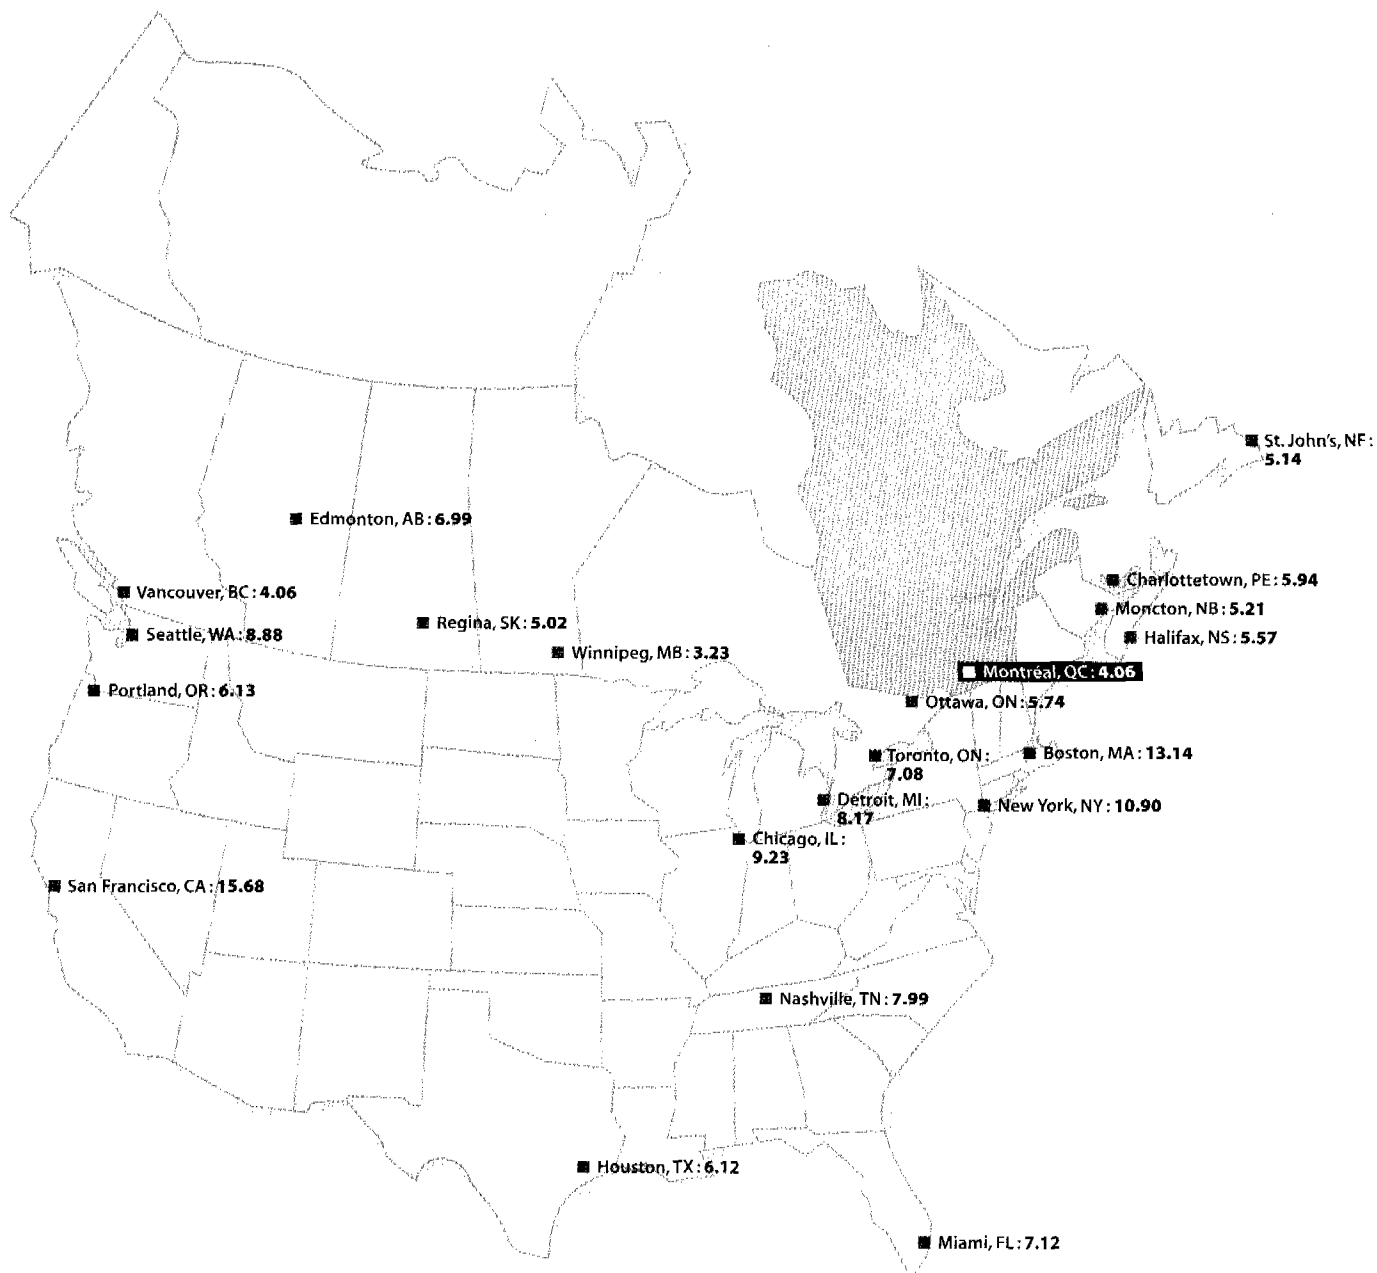 St. John's, NF :
5.14
Edmonton, AB : 6.99
Charlottetown, PE : 5.94
Vancouver, BC : 4.06
Moncton, NB : 5.21
Regina, SK : 5.02
Seattle, WA : 8.88
Halifax, NS : 5.57
Winnipeg, MB : 3.23
Montréal, QC : 4.06
Portland, OR : 6.13
Ottawa, ON : 5.74
Toronto, ON :
7.08
Boston, MA : 13.14
Detroit, MI :
8.17
New York, NY : 10.90
Chicago, IL :
9.23
San Francisco, CA : 15.68
Nashville, TN : 7.99
Houston, TX : 6.12
Miami, FL : 7.12